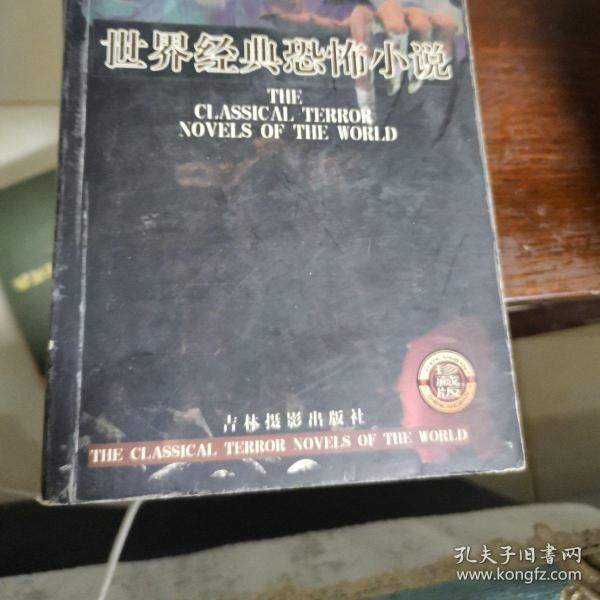 世界经典恐怖小说
THE
CLASSICAL TERROR
NOVELS OF THE WORLD
珍
藏
版
吉林摄影出版社
THE CLASSICAL TERROR NOVELS OF THE WORLD
孔夫子旧书网
www.kongfz.com